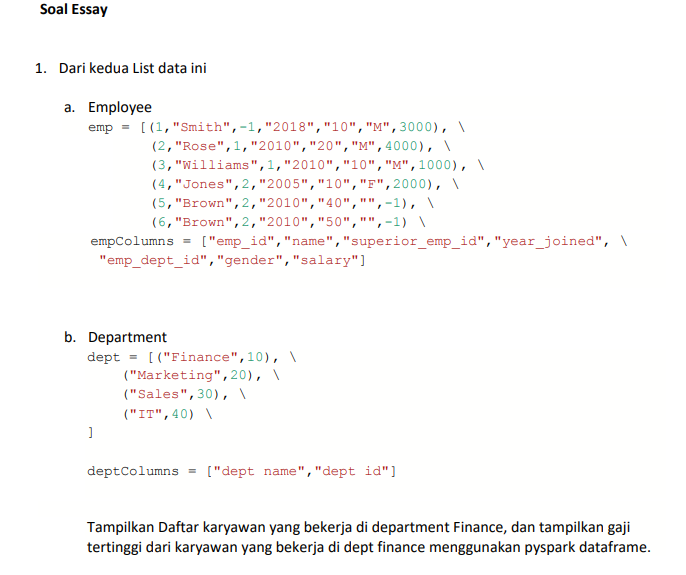 Soal Essay
1. Dari kedua List data ini
a. Employee
emp = [(1,"Smith",-1,"2018","10","M",3000), \
(2,"Rose",1,"2010","20","M",4000), \
(3,"Williams",1,"2010","10","M",1000), \
(4,"Jones",2,"2005","10","F",2000), \
(5,"Brown",2,"2010","40","",-1), \
(6,"Brown",2,"2010","50","",-1) \
empColumns = ["emp_id","name","superior_emp_id","year_joined", \
"emp_dept_id","gender","salary"]
b. Department
dept = [("Finance",10), \
("Marketing",20), \
("Sales",30), \
("IT",40) \
]
deptColumns = ["dept name","dept id"]
Tampilkan Daftar karyawan yang bekerja di department Finance, dan tampilkan gaji
tertinggi dari karyawan yang bekerja di dept finance menggunakan pyspark dataframe.